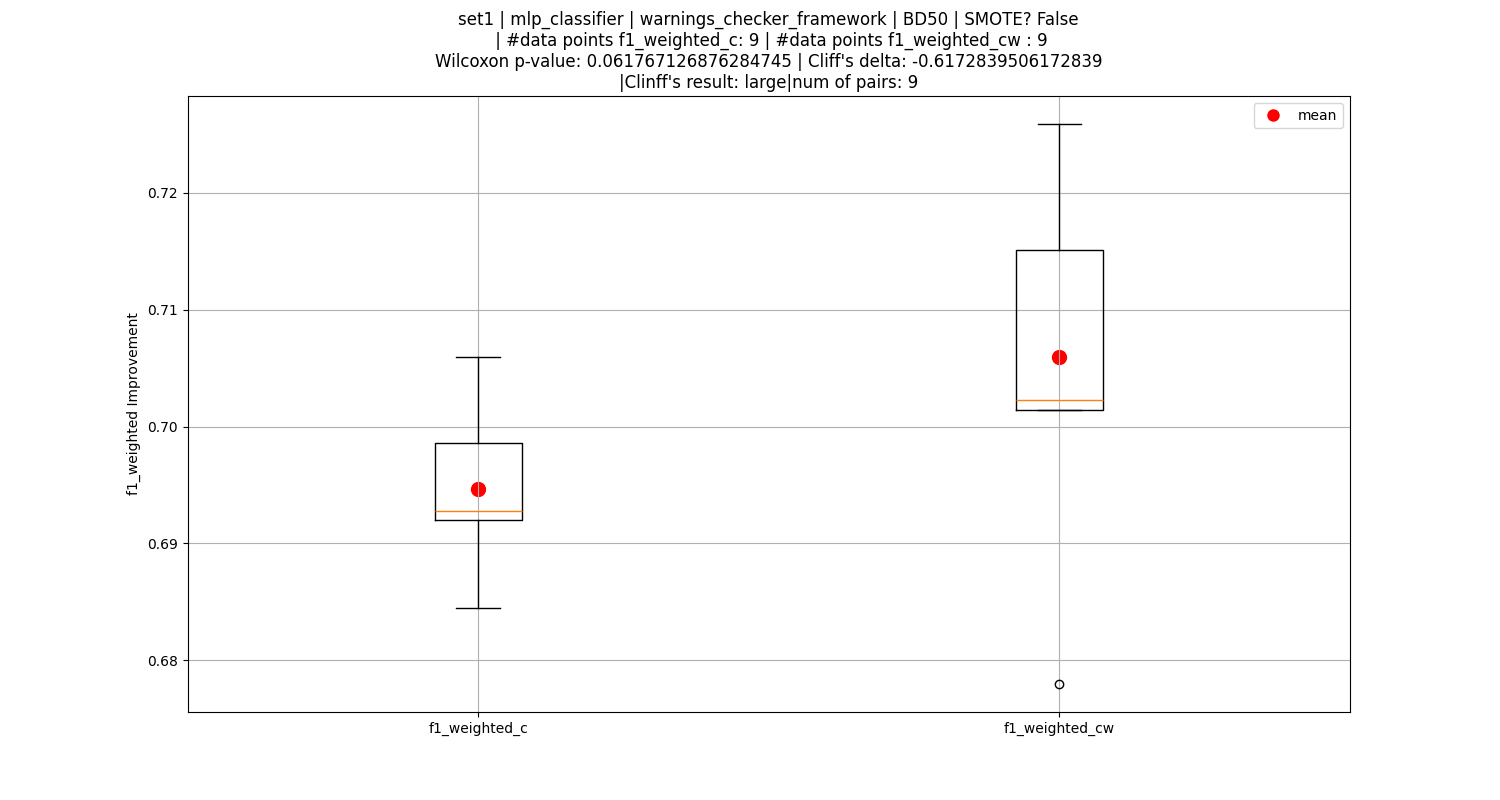 set1 | mlp_classifier | warnings_checker_framework | BD50 | SMOTE? False
| #data points f1_weighted_c: 9 | #data points f1_weighted_cw : 9
Wilcoxon p-value: 0.061767126876284745 | Cliff's delta: -0.6172839506172839
|Clinff's result: large|num of pairs: 9
mean
0.72
0.71
0.70
0.69
0.68
f1_weighted Improvement
f1_weighted_c
f1_weighted_cw